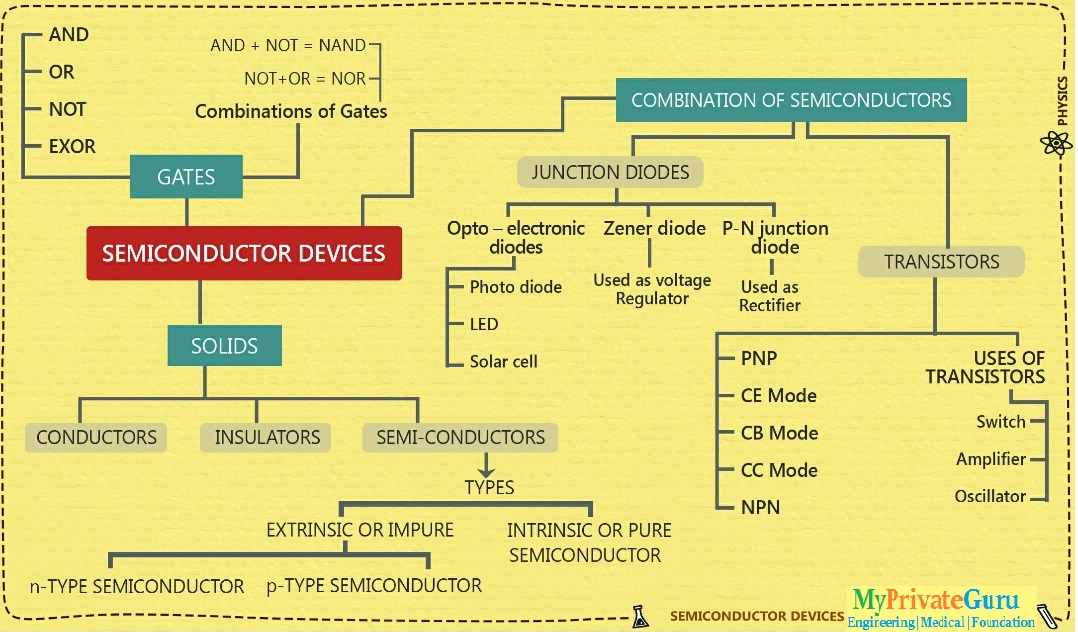 AND
OR
NOT
EXOR
AND + NOT = NAND
NOT+OR = NOR
Combinations of Gates
GATES
SEMICONDUCTOR DEVICES
COMBINATION OF SEMICONDUCTORS
PHYSICS
JUNCTION DIODES
Opto – electronic
diodes
Photo diode
LED
Solar cell
Zener diode
Used as voltage
Regulator
P-N junction
diode
Used as
Rectifier
TRANSISTORS
PNP
CE Mode
CB Mode
CC Mode
NPN
USES OF
TRANSISTORS
Switch
Amplifier
Oscillator
SOLIDS
CONDUCTORS
INSULATORS
SEMI-CONDUCTORS
TYPES
EXTRINSIC OR IMPURE
INTRINSIC OR PURE
SEMICONDUCTOR
n-TYPE SEMICONDUCTOR
p-TYPE SEMICONDUCTOR
SEMICONDUCTOR DEVICES
MyPrivateGuru
Engineering|Medical|Foundation